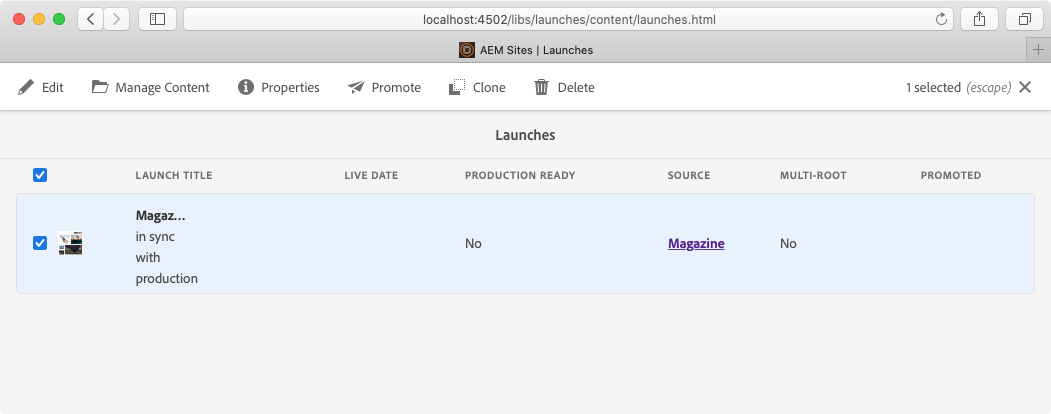 localhost:4502/libs/launches/content/launches.html
AEM Sites | Launches
Edit Manage Content Properties Promote Clone Delete 1 selected (escape)
Launches
LAUNCH TITLE LIVE DATE PRODUCTION READY SOURCE MULTI-ROOT PROMOTED
Magaz...
in sync
with
production
No Magazine No